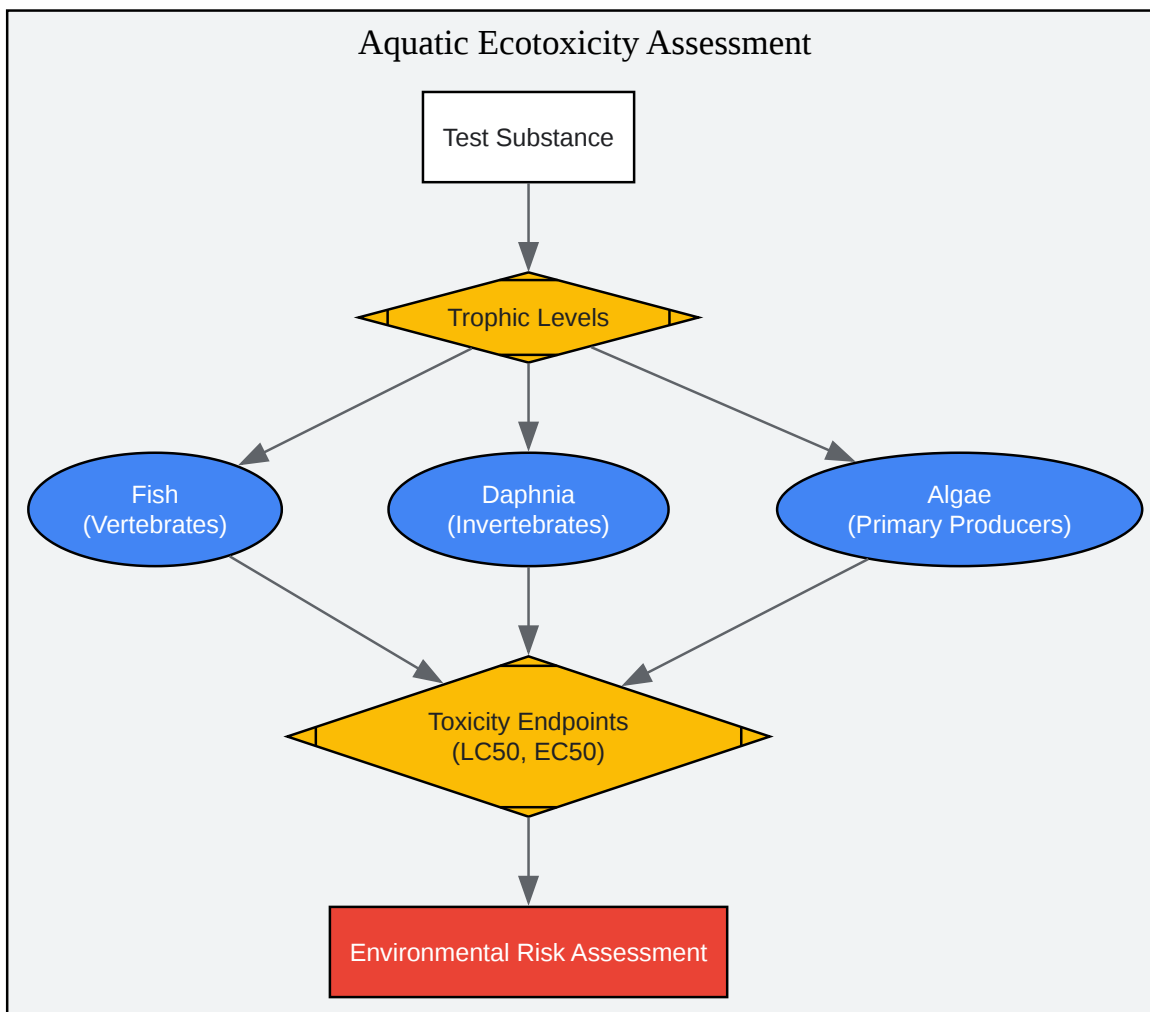 Aquatic Ecotoxicity Assessment
Test Substance
Trophic Levels
Fish
(Vertebrates)
Daphnia
(Invertebrates)
Algae
(Primary Producers)
Toxicity Endpoints
(LC50, EC50)
Environmental Risk Assessment